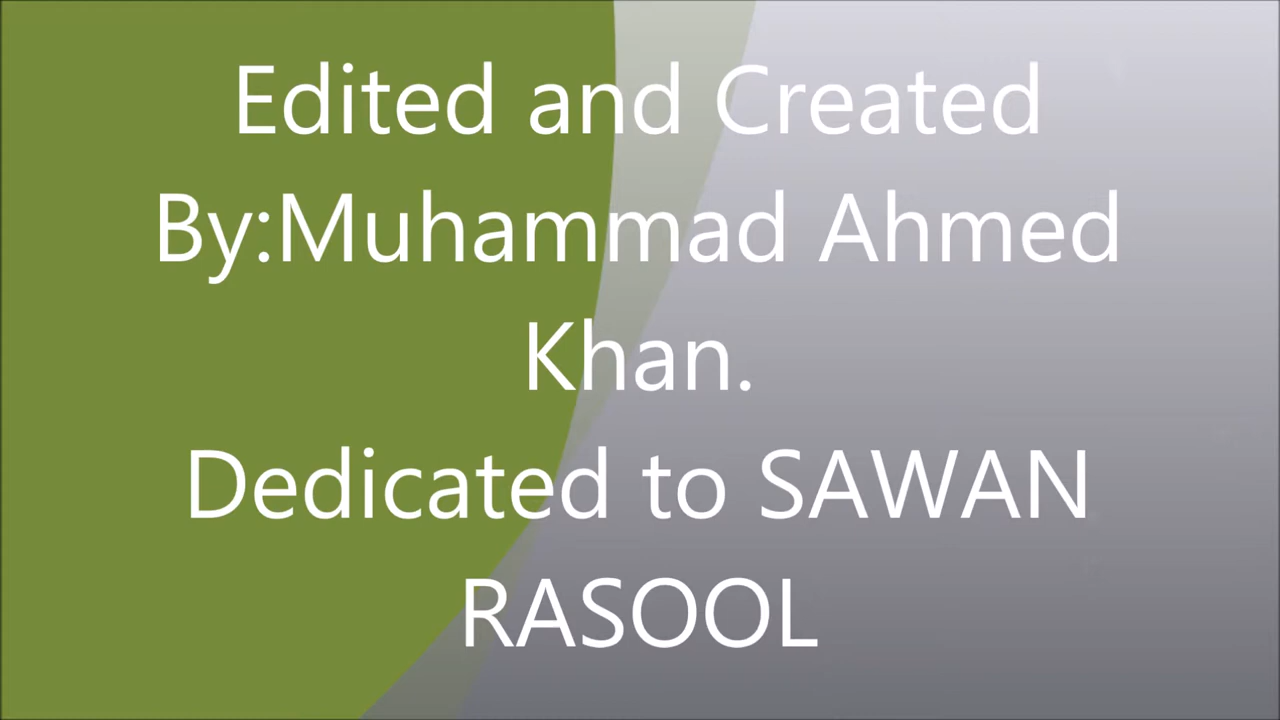 Edited and Created
By:Muhammad Ahmed
Khan.
Dedicated to SAWAN
RASOOL